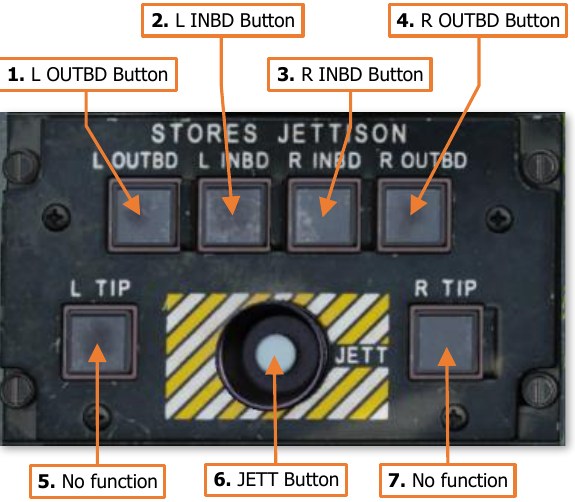 2. L INBD Button
4. R OUTBD Button
1. L OUTBD Button
3. R INBD Button
STORES JETTISON
L OUTBD L INBD R INBD R OUTBD
L TIP
R TIP
JETT
5. No function
6. JETT Button
7. No function